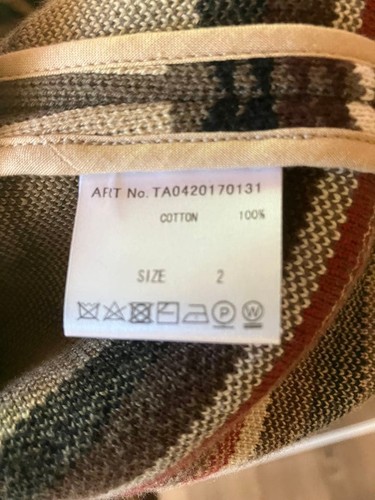 ART No. TA0420170131
COTTON 100%
SIZE 2
P W